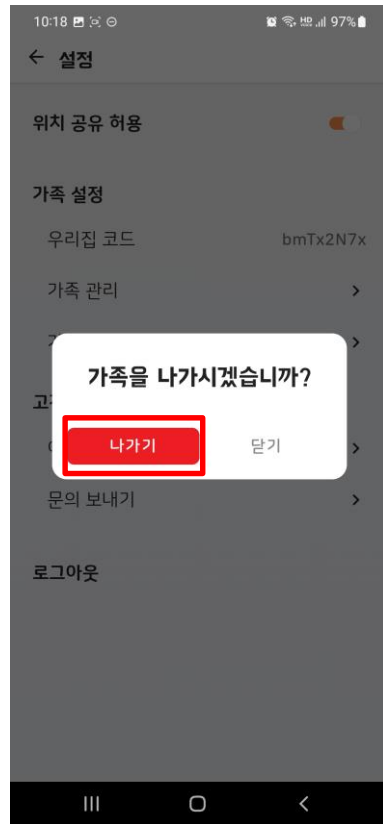 10:18 97%
설정
위치 공유 허용
가족 설정
우리집 코드 bmTx2N7x
가족 관리
가족을 나가시겠습니까?
나가기 닫기
문의 보내기
로그아웃